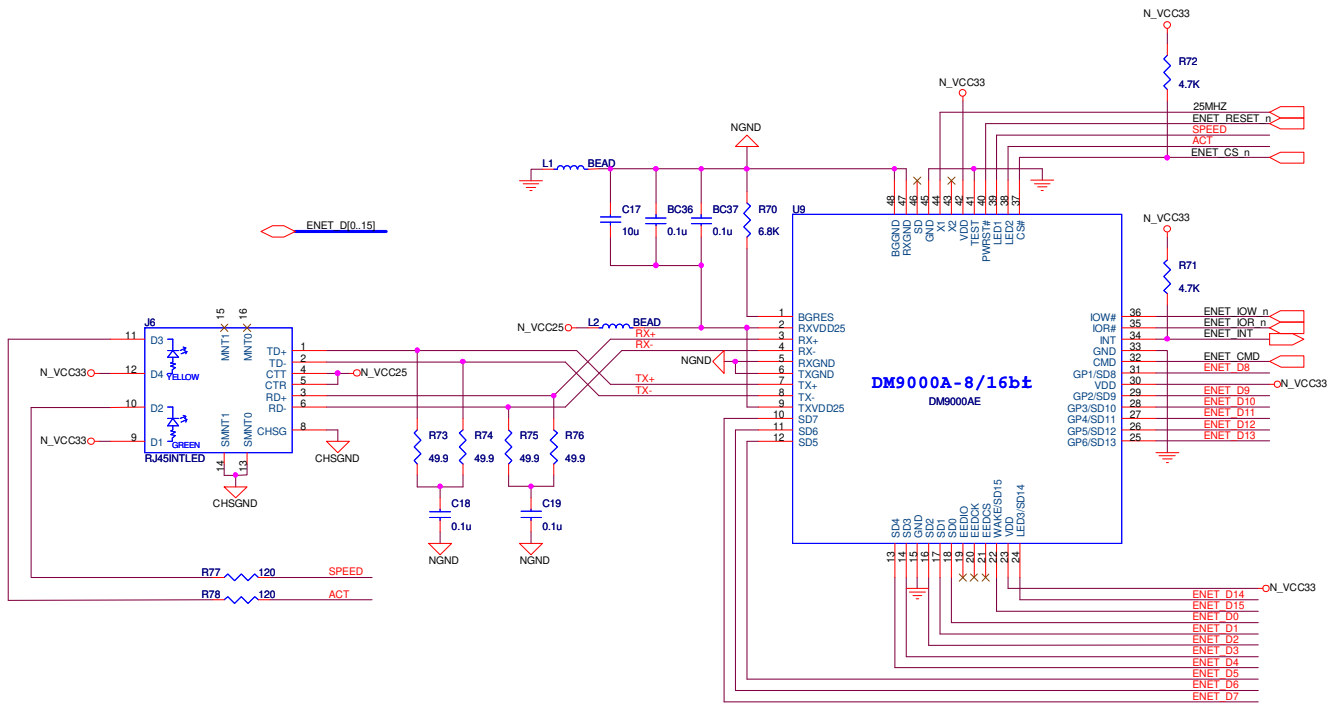 N_VCC33
R72
4.7K
N_VCC33
25MHZ
ENET_RESET_n
SPEED
ACT
ENET_CS_n
NGND
L1 BEAD
C17
10u
BC36
0.1u
BC37
0.1u
R70
6.8K
U9
48 47 46 45 44 43 42 41 40 39 38 37
BGGND
RXGND
SD
GND
X1
X2
VDD
TEST
PWRST#
LED1
LED2
CS#
N_VCC33
R71
4.7K
ENET_D[0..15]
N_VCC25 L2 BEAD
RX+
RX-
NGND
TX+
TX-
1 BGRES
2 RXVDD25
3 RX+
4 RX-
5 RXGND
6 TXGND
7 TX+
8 TX-
9 TXVDD25
10 SD7
11 SD6
12 SD5
DM9000A-8/16bit
DM9000AE
IOW# 36 ENET_IOW_n
IOR# 35 ENET_IOR_n
INT 34 ENET_INT
GND 33
CMD 32 ENET_CMD
GP1/SD8 31 ENET_D8
VDD 30 N_VCC33
GP2/SD9 29 ENET_D9
GP3/SD10 28 ENET_D10
GP4/SD11 27 ENET_D11
GP5/SD12 26 ENET_D12
GP6/SD13 25 ENET_D13
J6
15 16
MNT1
MNT0
11 D3
N_VCC33 12 D4
YELLOW
10 D2
N_VCC33 9 D1
GREEN
TD+ 1
TD- 2
CTT 4 N_VCC25
CTR 5
RD+ 3
RD- 6
CHSG 8
SMNT1
SMNT0
RJ45INTLED
14 13
CHSGND
CHSGND
R73
49.9
R74
49.9
R75
49.9
R76
49.9
C18
0.1u
C19
0.1u
NGND
NGND
R77 120 SPEED
R78 120 ACT
SD4
SD3
GND
SD2
SD1
SD0
EEDIO
EEDCK
EEDCS
WAKE/SD15
VDD
LED3/SD14
13 14 15 16 17 18 19 20 21 22 23 24
N_VCC33
ENET_D14
ENET_D15
ENET_D0
ENET_D1
ENET_D2
ENET_D3
ENET_D4
ENET_D5
ENET_D6
ENET_D7